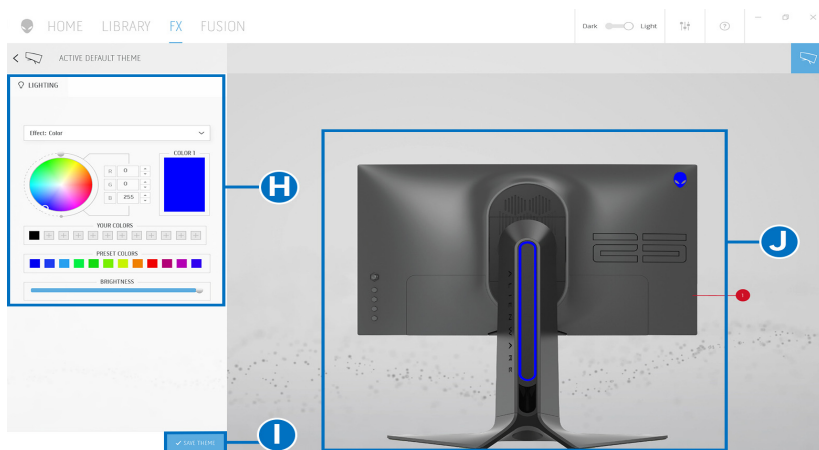 HOME LIBRARY FX FUSION
Dark Light
ACTIVE DEFAULT THEME
LIGHTING
Effect: Color
COLOR 1
R 0
G 0
B 255
YOUR COLORS
PRESET COLORS
BRIGHTNESS
H
J
1
I
SAVE THEME